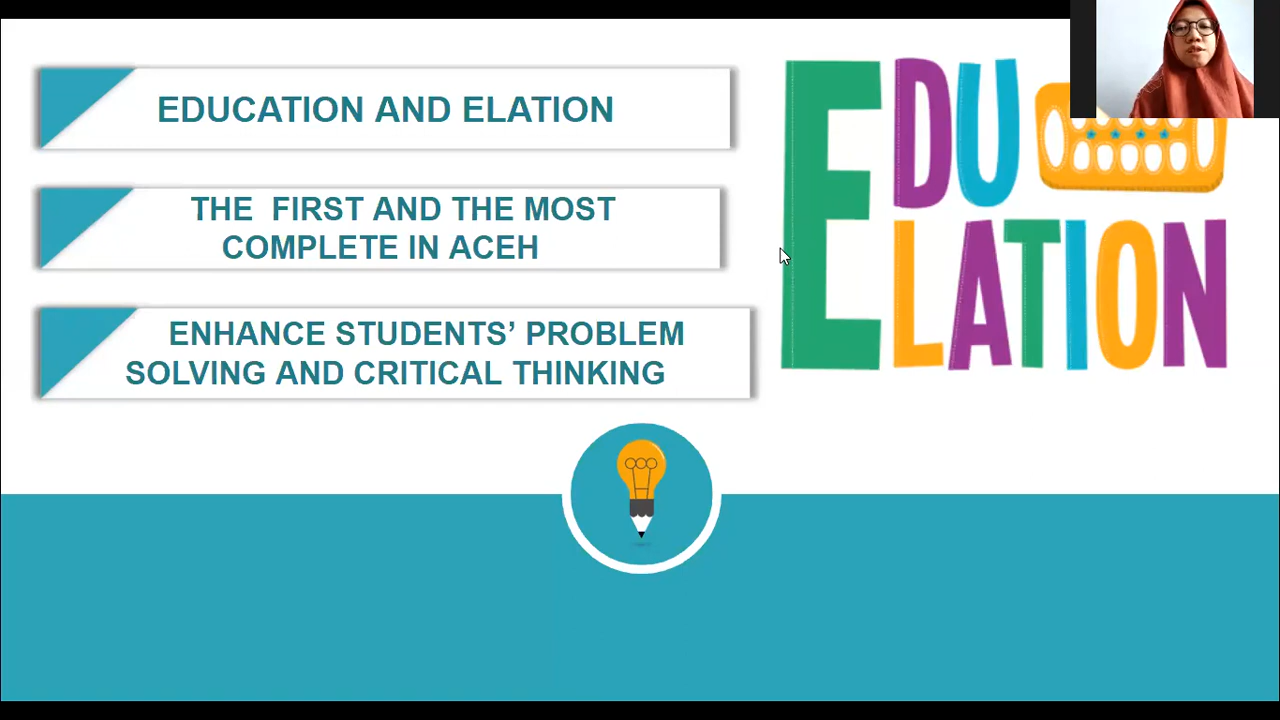 EDUCATION AND ELATION
THE FIRST AND THE MOST
COMPLETE IN ACEH
ENHANCE STUDENTS’ PROBLEM
SOLVING AND CRITICAL THINKING
EDU
ELATION